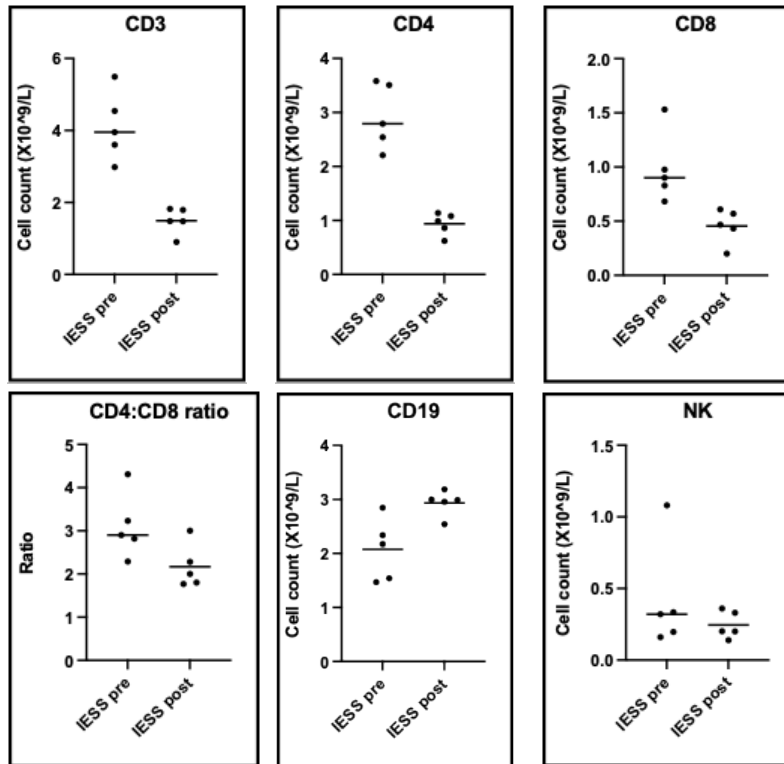 CD3
Cell count (X10^9/L)
6
4
2
0
IESS pre
IESS post
CD4
Cell count (X10^9/L)
4
3
2
1
0
IESS pre
IESS post
CD8
Cell count (X10^9/L)
2.0
1.5
1.0
0.5
0.0
IESS pre
IESS post
CD4:CD8 ratio
Ratio
5
4
3
2
1
0
IESS pre
IESS post
CD19
Cell count (X10^9/L)
4
3
2
1
0
IESS pre
IESS post
NK
Cell count (X10^9/L)
1.5
1.0
0.5
0.0
IESS pre
IESS post